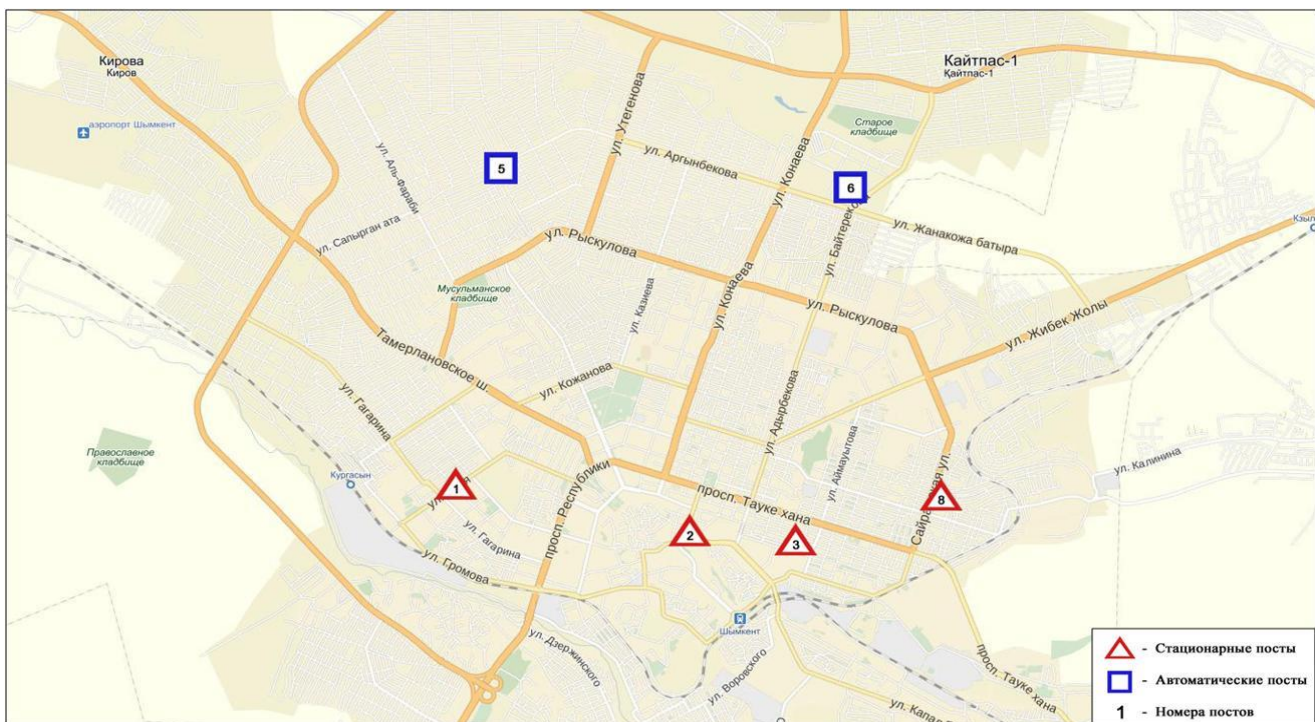 Кирова
Киров
Кайтпас-1
Қайтпас-1
аэропорт Шымкент
Старое
кладбище
ул. Утегенова
ул. Конаева
ул. Аль-Фараби
5
ул. Аргынбекова
6
ул. Байтереко
ул. Жанакожа батыра
ул. Сапырган ата
ул. Рыскулова
Мусульманское
кладбище
ул. Казиева
ул. Конаева
ул. Рыскулова
ул. Жибек Жолы
Тамерлановское ш.
ул. Кожанова
ул. Гагарина
ул. Адырбекова
ул. Аймаутова
Православное
кладбище
Кургасын
1
просп. Республики
просп. Тауке хана
ул. Калинина
8
ул. Гагарина
2
3
ул. Громова
Шымкент
ул. Дзержинского
ул. Воровского
просп. Тауке хана
- Стационарные посты
- Автоматические посты
1 - Номера постов